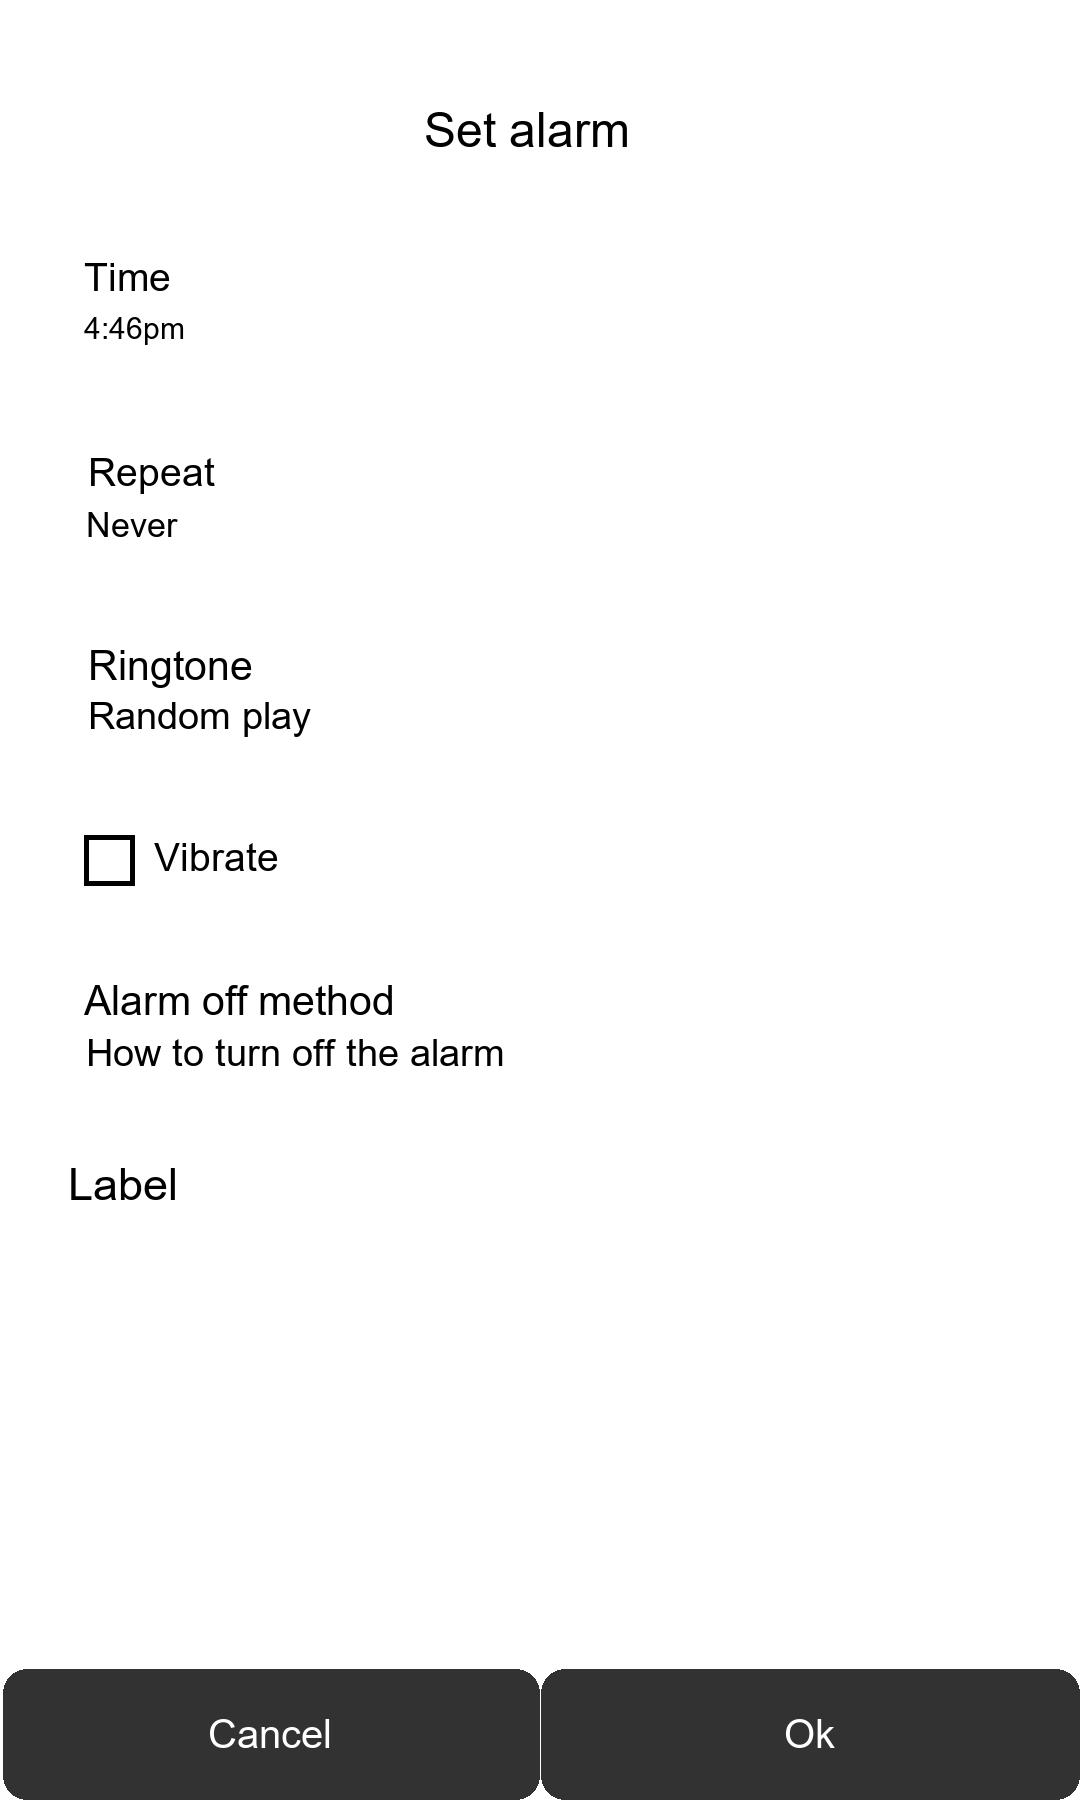 Set alarm
Time
4:46pm
Repeat
Never
Ringtone
Random play
Vibrate
Alarm off method
How to turn off the alarm
Label
Cancel
Ok